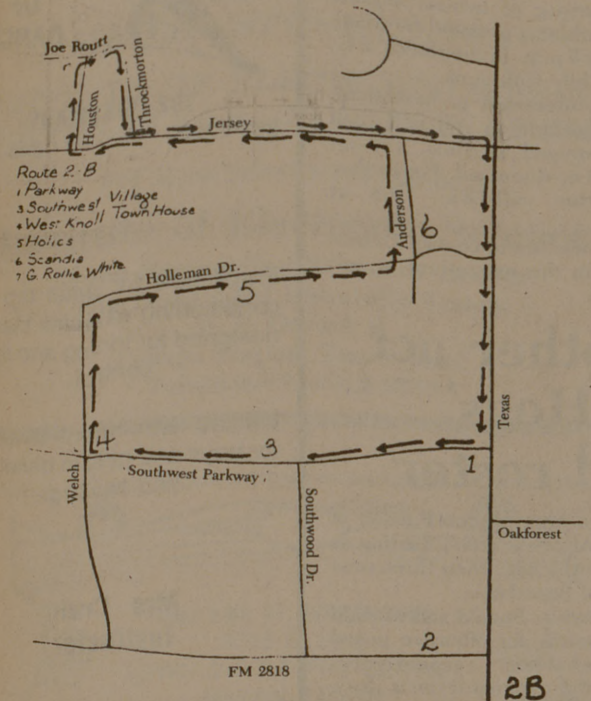 Joe Routt
Throckmorton
Houston
Jersey
Route 2-B
1 Parkway
3 Southwest Village
4 West Knoll Town House
5 Holics
6 Scandia
7 G. Rollie White
Anderson
6
Holleman Dr.
5
Texas
4
3
1
Southwest Parkway
Welch
Southwood Dr.
Oakforest
2
FM 2818
2B